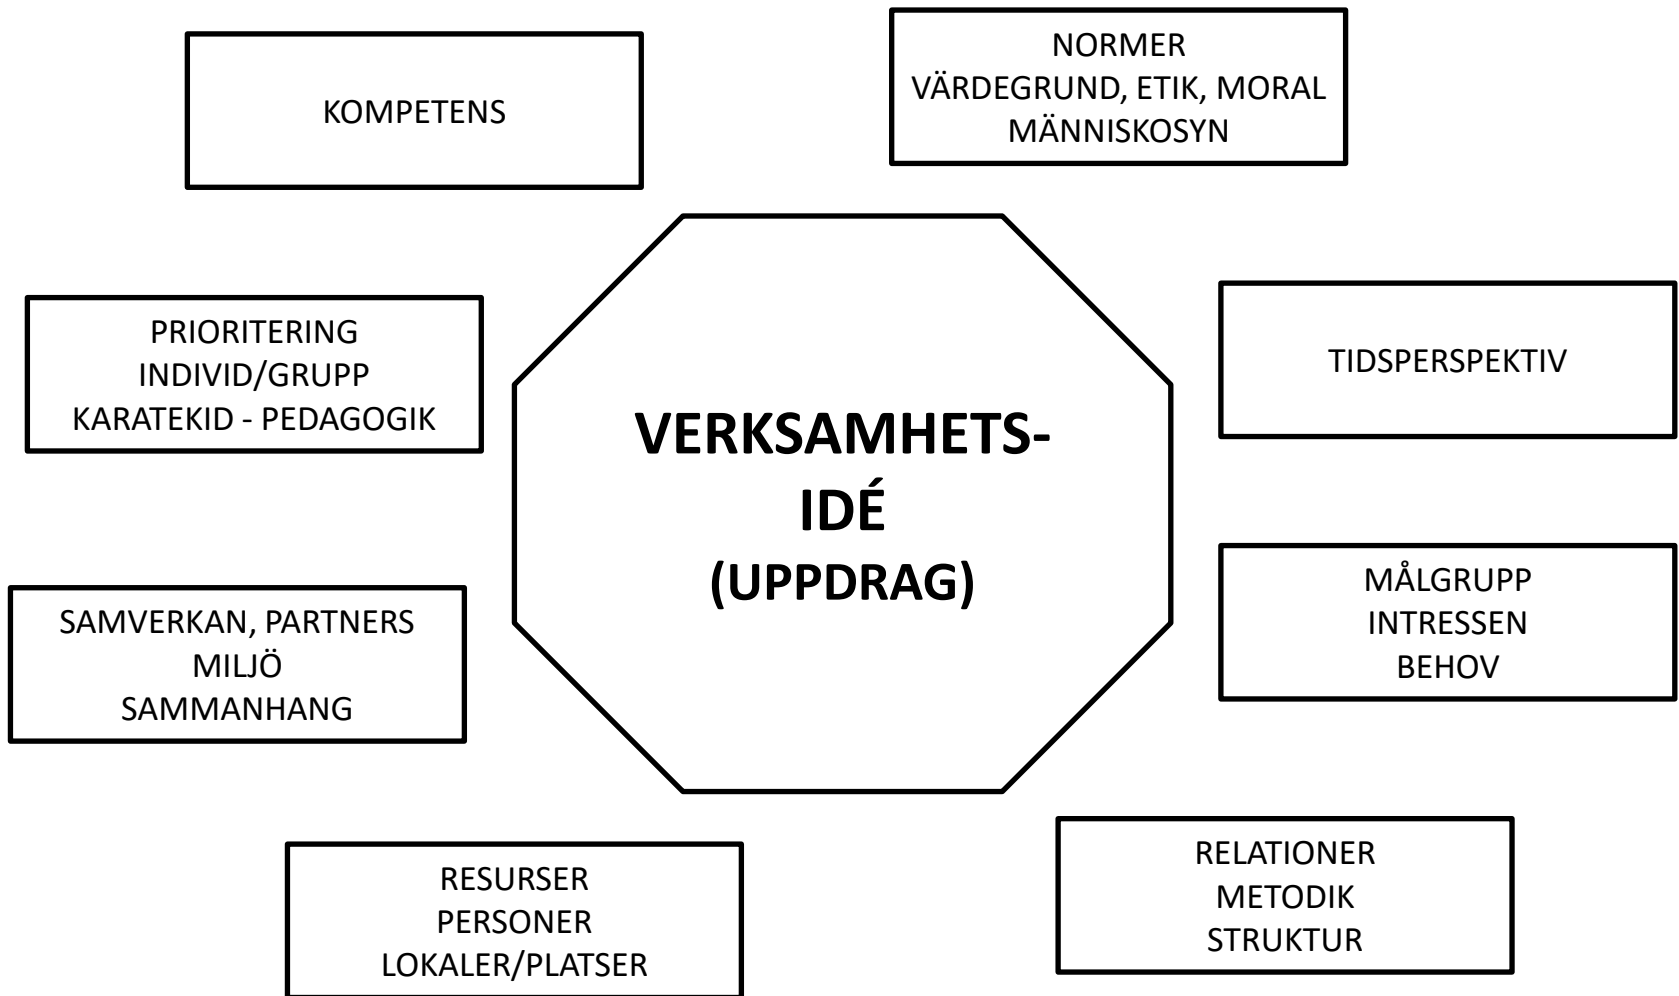 KOMPETENS
NORMER
VÄRDEGRUND, ETIK, MORAL
MÄNNISKOSYN
PRIORITERING
INDIVID/GRUPP
KARATEKID - PEDAGOGIK
TIDSPERSPEKTIV
VERKSAMHETS-
IDÉ
(UPPDRAG)
SAMVERKAN, PARTNERS
MILJÖ
SAMMANHANG
MÅLGRUPP
INTRESSEN
BEHOV
RESURSER
PERSONER
LOKALER/PLATSER
RELATIONER
METODIK
STRUKTUR